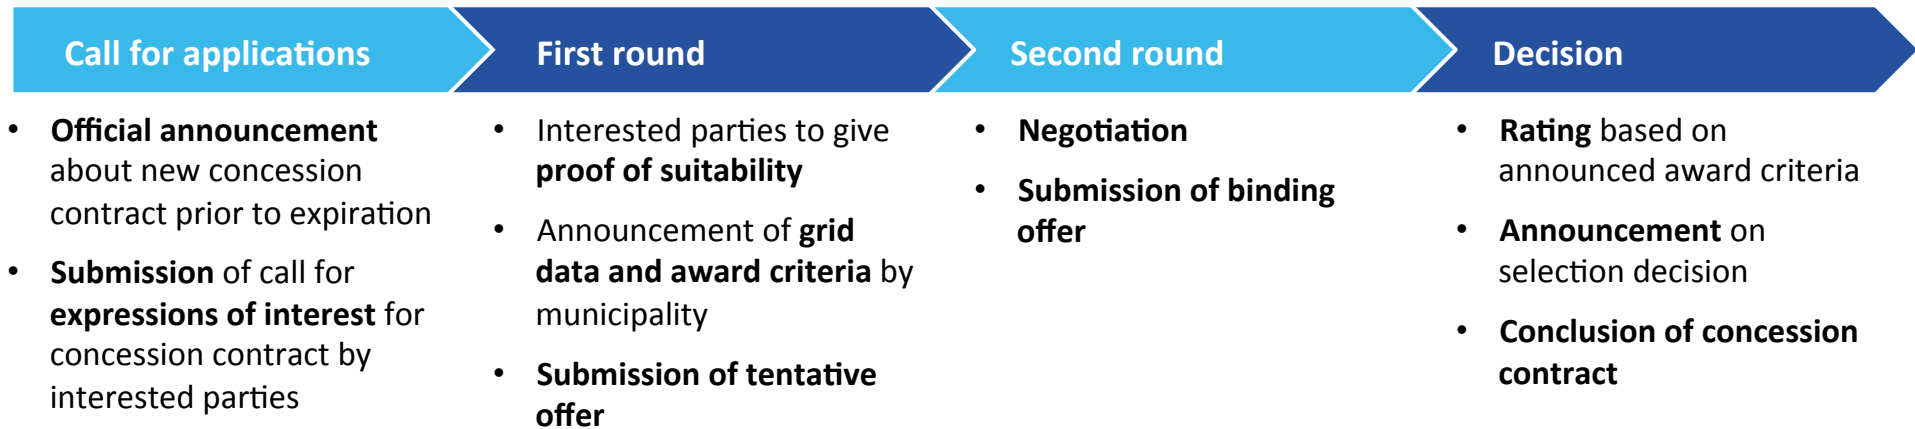 Call for applications
First round
Second round
Decision
• Official announcement
about new concession
contract prior to expiration
• Submission of call for
expressions of interest for
concession contract by
interested parties
• Interested parties to give
proof of suitability
• Announcement of grid
data and award criteria by
municipality
• Submission of tentative
offer
• Negotiation
• Submission of binding
offer
• Rating based on
announced award criteria
• Announcement on
selection decision
• Conclusion of concession
contract